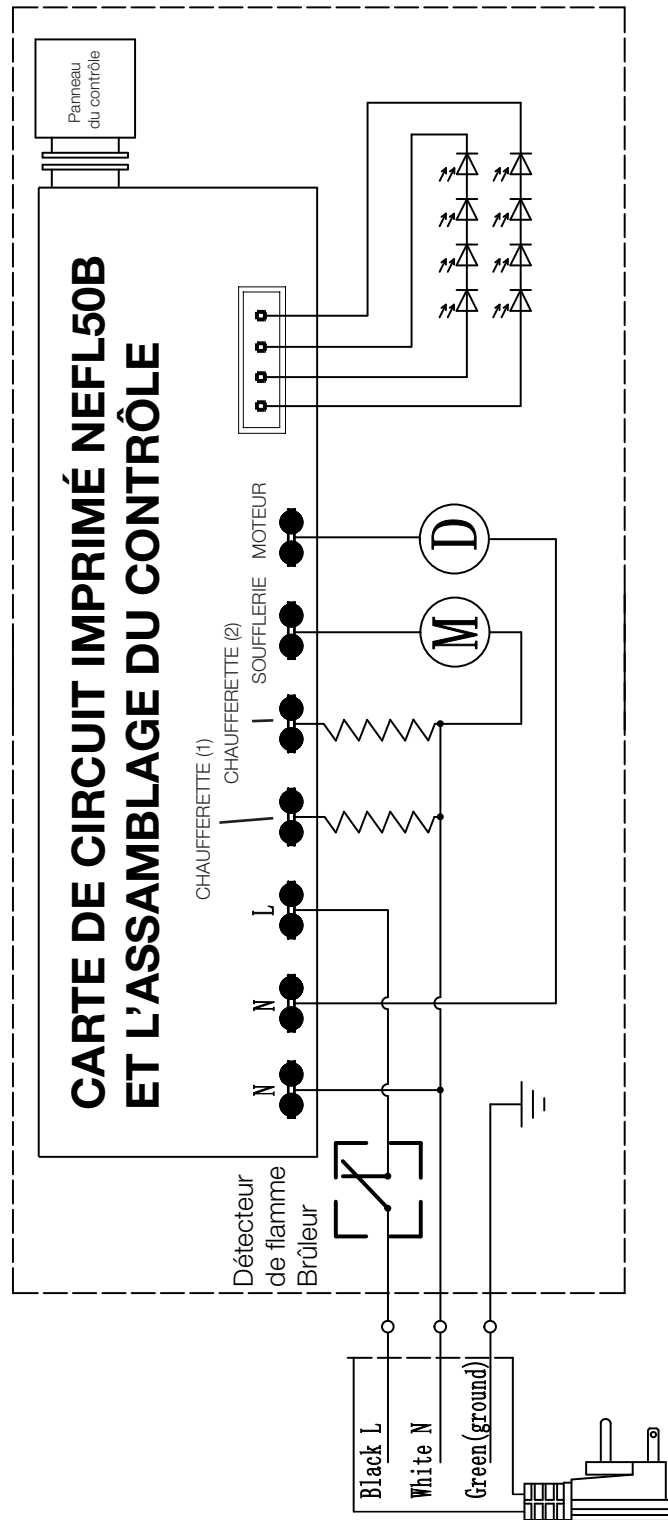 Panneau
du contrôle
CARTE DE CIRCUIT IMPRIMÉ NEFL50B
ET L'ASSAMBLAGE DU CONTRÔLE
N
N
L
CHAUFFERETTE (1)
CHAUFFERETTE (2)
SOUFFLERIE
MOTEUR
M
D
Détecteur
de flamme
Brûleur
Black L
White N
Green(ground)